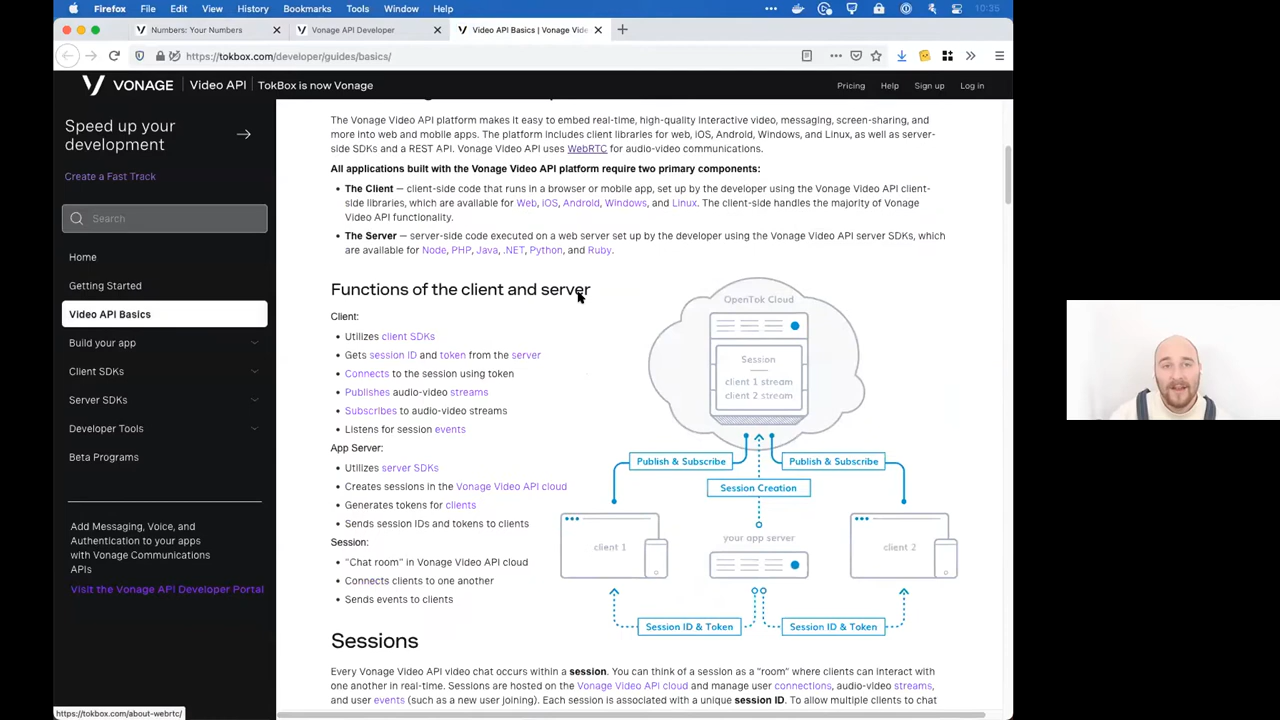 Firefox File Edit View History Bookmarks Tools Window Help 10:35
Numbers: Your Numbers
Vonage API Developer
Video API Basics | Vonage Vide
https://tokbox.com/developer/guides/basics/
VONAGE Video API TokBox is now Vonage
Pricing Help Sign up Log in
Speed up your
development
Create a Fast Track
Search
Home
Getting Started
Video API Basics
Build your app
Client SDKs
Server SDKs
Developer Tools
Beta Programs
Add Messaging, Voice, and
Authentication to your apps
with Vonage Communications
APIs
Visit the Vonage API Developer Portal
The Vonage Video API platform makes it easy to embed real-time, high-quality interactive video, messaging, screen-sharing, and
more into web and mobile apps. The platform includes client libraries for web, iOS, Android, Windows, and Linux, as well as server-
side SDKs and a REST API. Vonage Video API uses WebRTC for audio-video communications.
All applications built with the Vonage Video API platform require two primary components:
• The Client — client-side code that runs in a browser or mobile app, set up by the developer using the Vonage Video API client-
side libraries, which are available for Web, iOS, Android, Windows, and Linux. The client-side handles the majority of Vonage
Video API functionality.
• The Server — server-side code executed on a web server set up by the developer using the Vonage Video API server SDKs, which
are available for Node, PHP, Java, .NET, Python, and Ruby.
Functions of the client and server
Client:
• Utilizes client SDKs
• Gets session ID and token from the server
• Connects to the session using token
• Publishes audio-video streams
• Subscribes to audio-video streams
• Listens for session events
App Server:
• Utilizes server SDKs
• Creates sessions in the Vonage Video API cloud
• Generates tokens for clients
• Sends session IDs and tokens to clients
Session:
• "Chat room" in Vonage Video API cloud
• Connects clients to one another
• Sends events to clients
OpenTok Cloud
Session
client 1 stream
client 2 stream
Publish & Subscribe
Publish & Subscribe
Session Creation
client 1
your app server
client 2
Session ID & Token
Session ID & Token
Sessions
Every Vonage Video API video chat occurs within a session. You can think of a session as a "room" where clients can interact with
one another in real-time. Sessions are hosted on the Vonage Video API cloud and manage user connections, audio-video streams,
and user events (such as a new user joining). Each session is associated with a unique session ID. To allow multiple clients to chat
https://tokbox.com/about-webrtc/